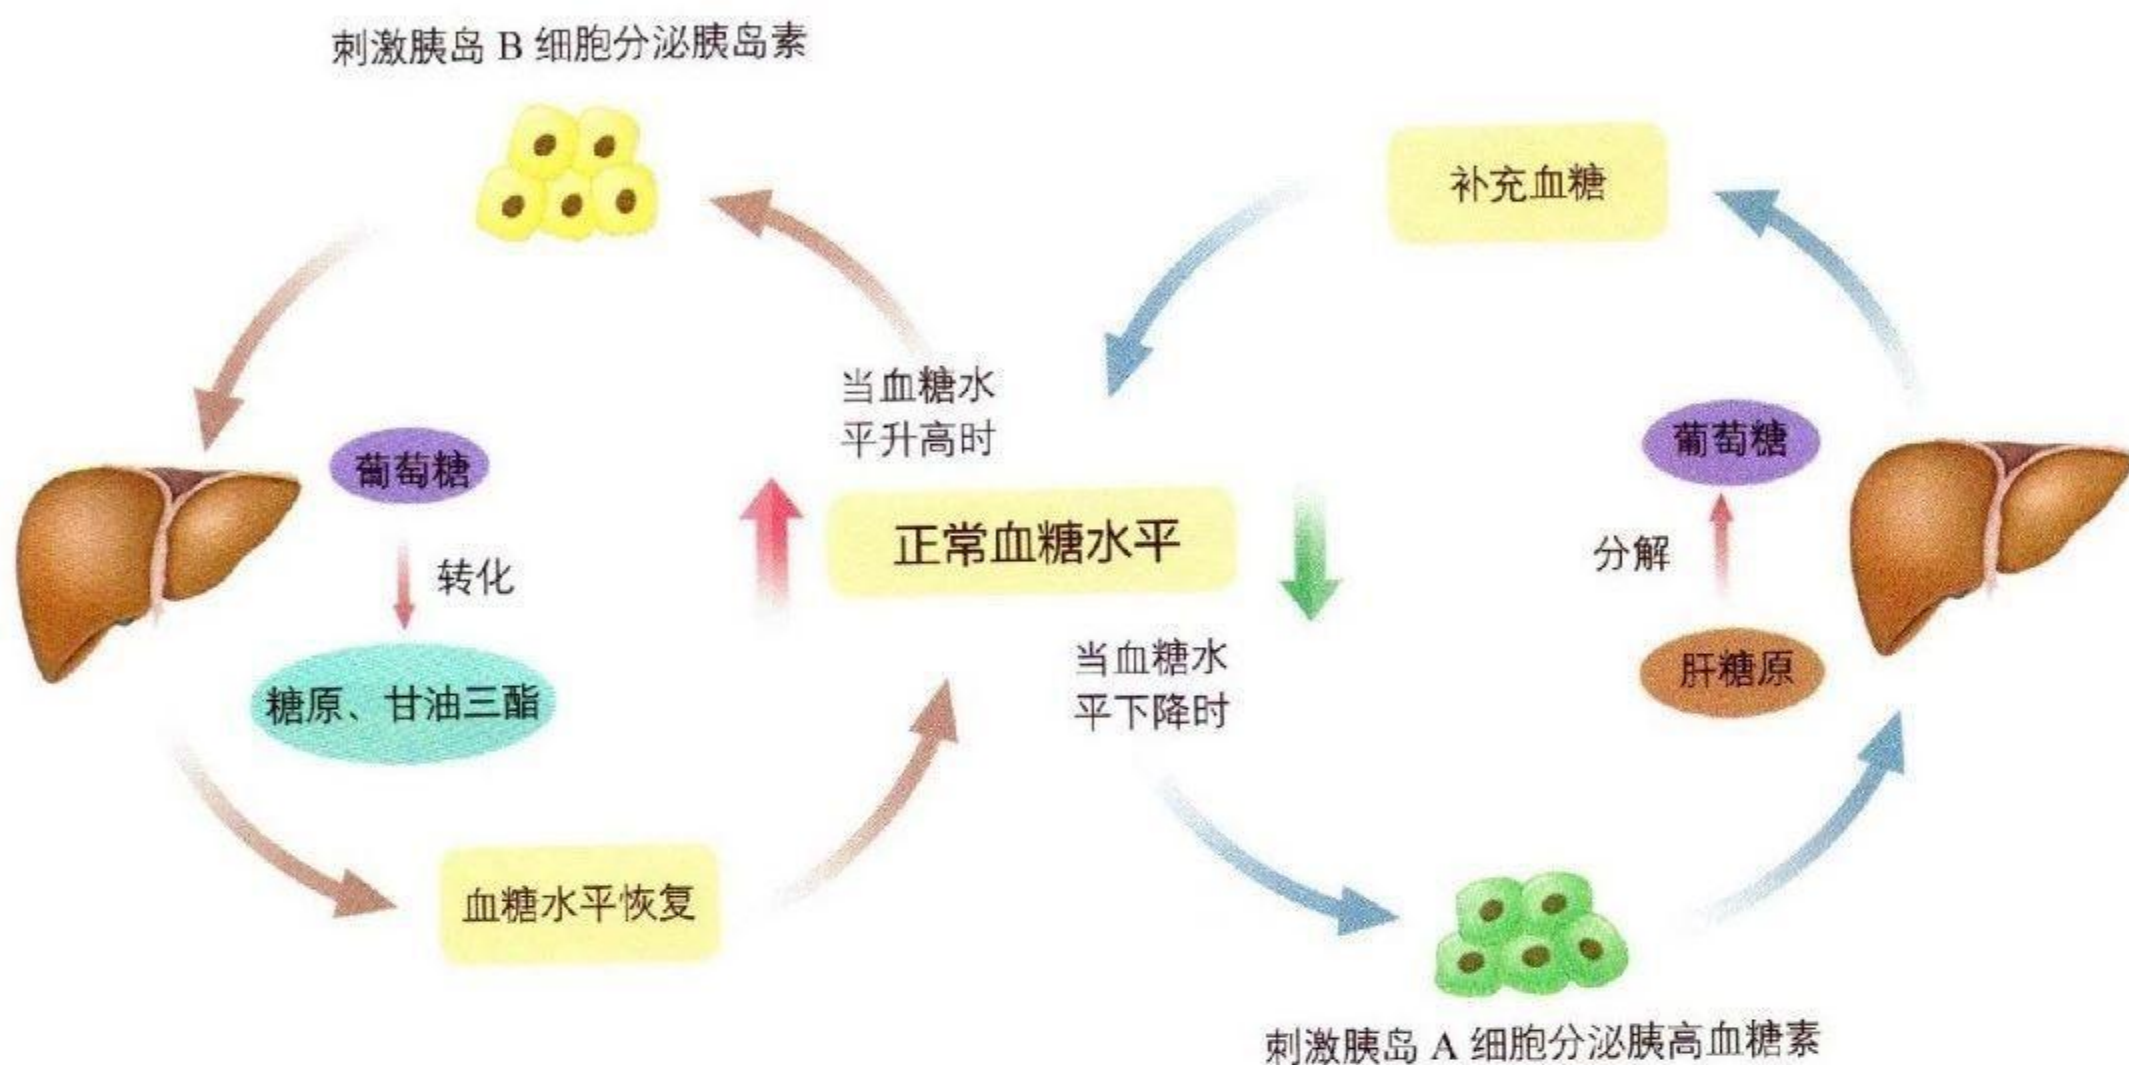 刺激胰岛 B 细胞分泌胰岛素
补充血糖
当血糖水
平升高时
葡萄糖
转化
糖原、甘油三酯
正常血糖水平
葡萄糖
分解
肝糖原
当血糖水
平下降时
血糖水平恢复
刺激胰岛 A 细胞分泌胰高血糖素